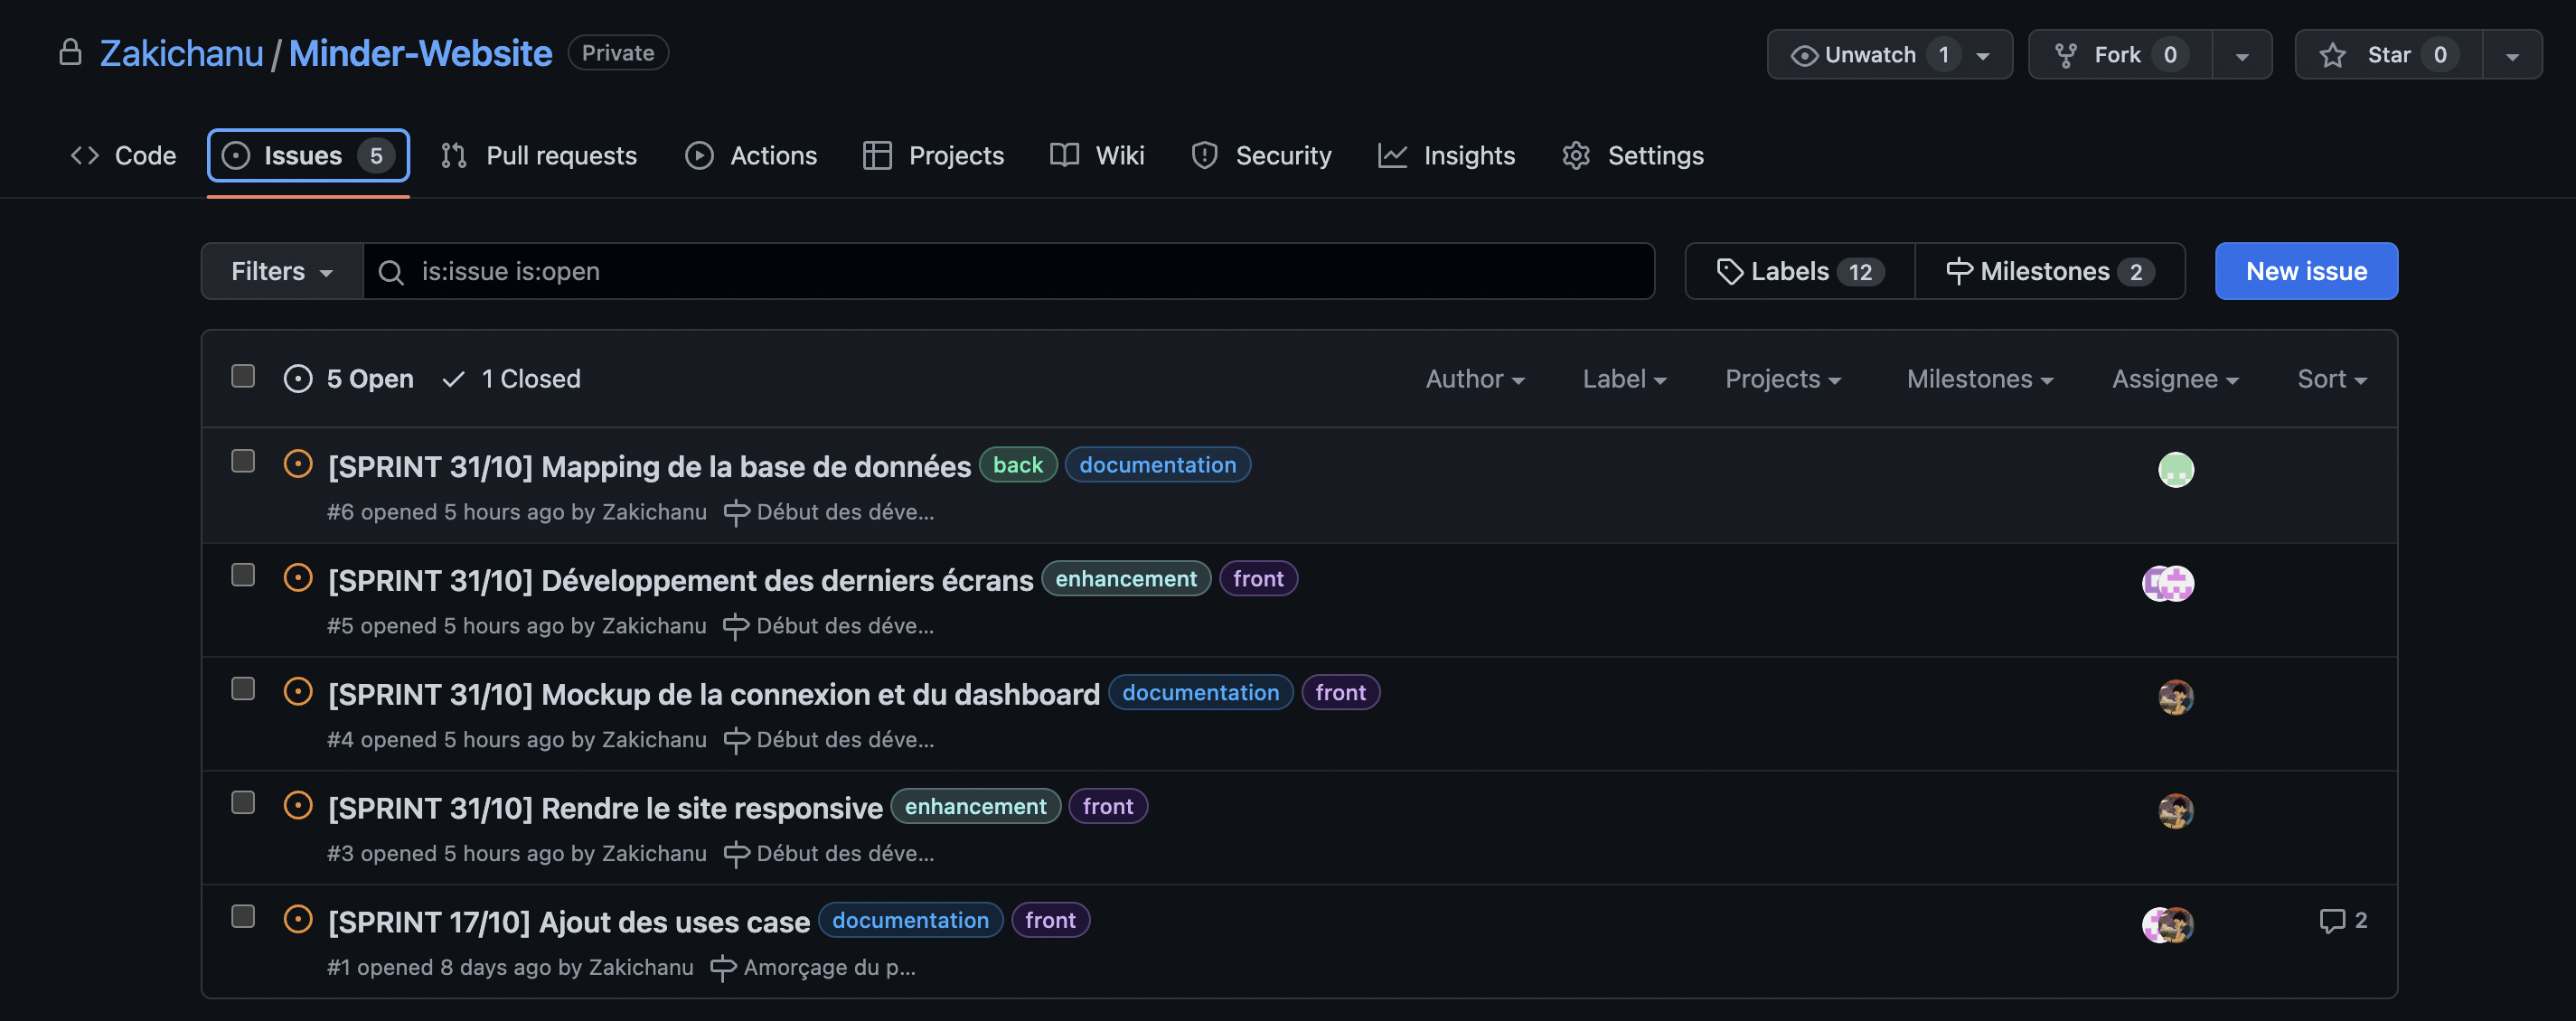 Zakichanu / Minder-Website Private Unwatch 1 Fork 0 Star 0
Code Issues 5 Pull requests Actions Projects Wiki Security Insights Settings
Filters is:issue is:open Labels 12 Milestones 2 New issue
5 Open 1 Closed Author Label Projects Milestones Assignee Sort
[SPRINT 31/10] Mapping de la base de données back documentation
#6 opened 5 hours ago by Zakichanu Début des déve...
[SPRINT 31/10] Développement des derniers écrans enhancement front
#5 opened 5 hours ago by Zakichanu Début des déve...
[SPRINT 31/10] Mockup de la connexion et du dashboard documentation front
#4 opened 5 hours ago by Zakichanu Début des déve...
[SPRINT 31/10] Rendre le site responsive enhancement front
#3 opened 5 hours ago by Zakichanu Début des déve...
[SPRINT 17/10] Ajout des uses case documentation front 2
#1 opened 8 days ago by Zakichanu Amorçage du p...